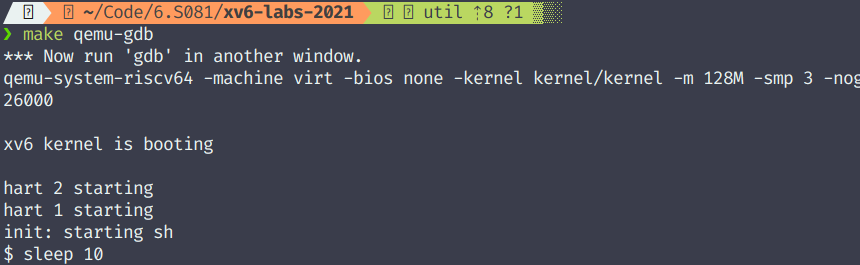 ~/Code/6.S081/xv6-labs-2021 util ⇡8 ?1
❯ make qemu-gdb
*** Now run 'gdb' in another window.
qemu-system-riscv64 -machine virt -bios none -kernel kernel/kernel -m 128M -smp 3 -nog
26000
xv6 kernel is booting
hart 2 starting
hart 1 starting
init: starting sh
$ sleep 10